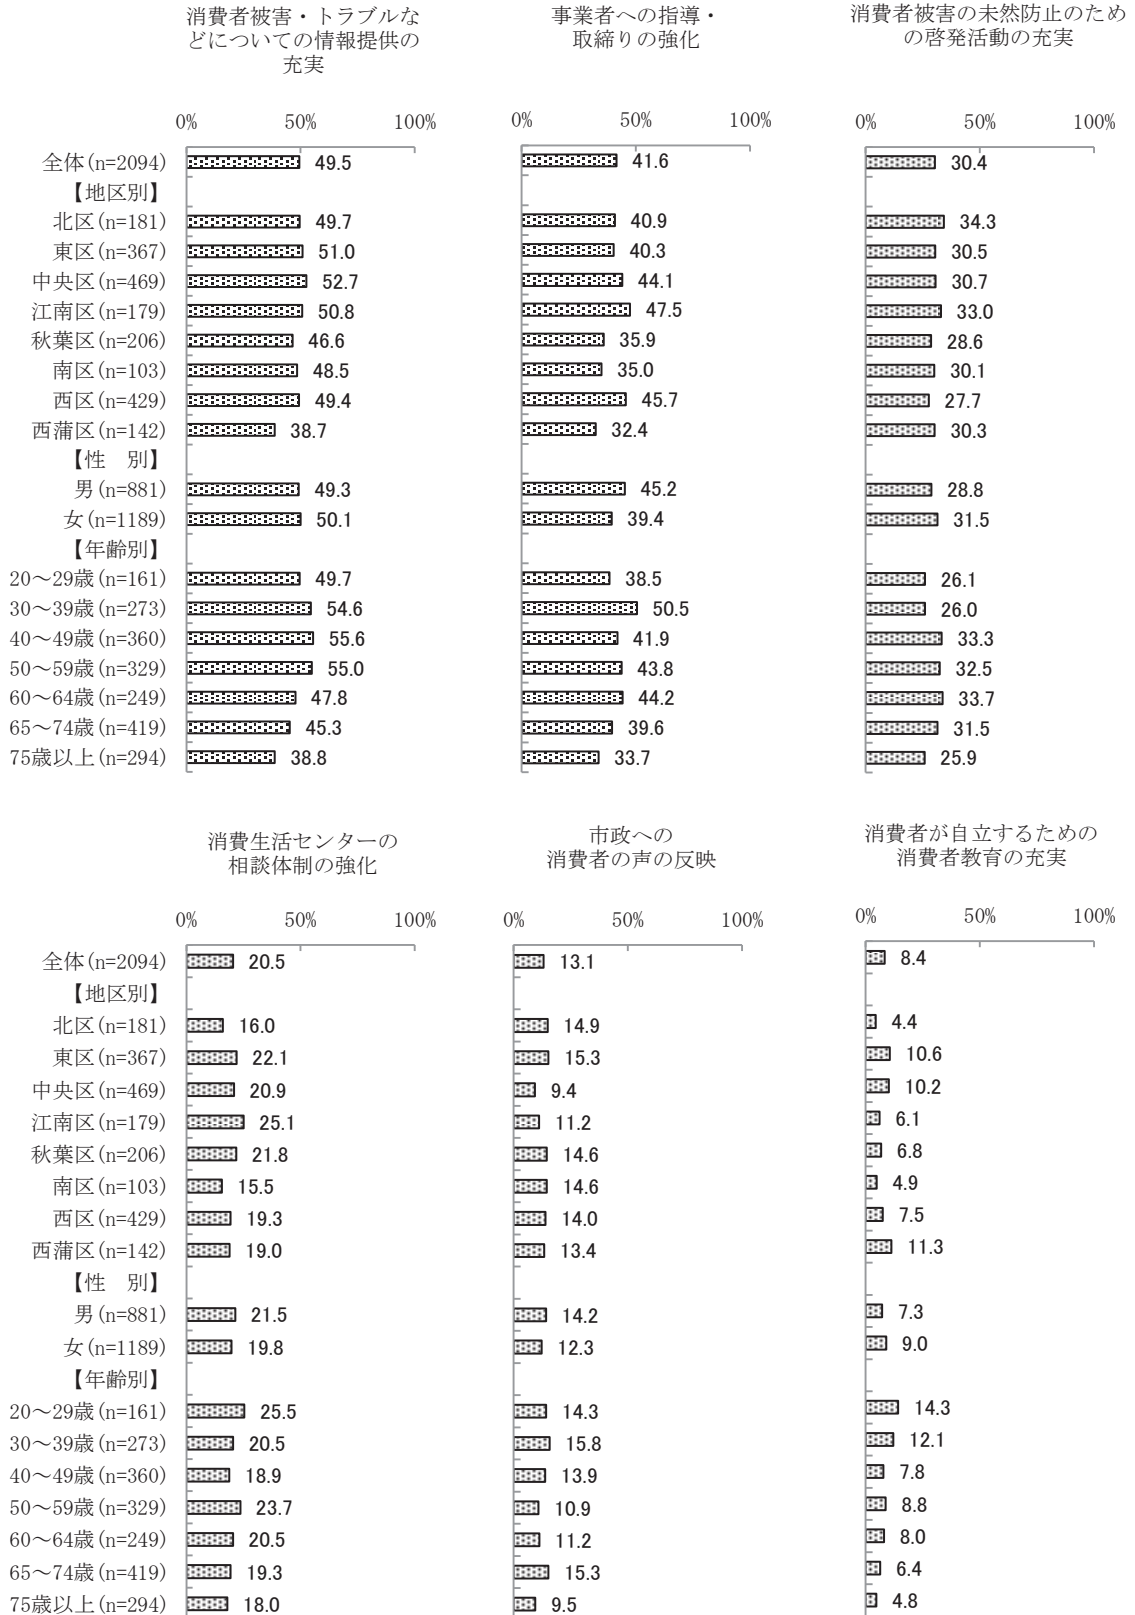 消費者被害・トラブルな
どについての情報提供の
充実
事業者への指導・
取締りの強化
消費者被害の未然防止のため
の啓発活動の充実
0% 50% 100% 0% 50% 100% 0% 50% 100%
全体(n=2094) 49.5 41.6 30.4
【地区別】
北区(n=181) 49.7 40.9 34.3
東区(n=367) 51.0 40.3 30.5
中央区(n=469) 52.7 44.1 30.7
江南区(n=179) 50.8 47.5 33.0
秋葉区(n=206) 46.6 35.9 28.6
南区(n=103) 48.5 35.0 30.1
西区(n=429) 49.4 45.7 27.7
西蒲区(n=142) 38.7 32.4 30.3
【性　別】
男(n=881) 49.3 45.2 28.8
女(n=1189) 50.1 39.4 31.5
【年齢別】
20～29歳(n=161) 49.7 38.5 26.1
30～39歳(n=273) 54.6 50.5 26.0
40～49歳(n=360) 55.6 41.9 33.3
50～59歳(n=329) 55.0 43.8 32.5
60～64歳(n=249) 47.8 44.2 33.7
65～74歳(n=419) 45.3 39.6 31.5
75歳以上(n=294) 38.8 33.7 25.9
消費生活センターの
相談体制の強化
市政への
消費者の声の反映
消費者が自立するための
消費者教育の充実
0% 50% 100% 0% 50% 100% 0% 50% 100%
全体(n=2094) 20.5 13.1 8.4
【地区別】
北区(n=181) 16.0 14.9 4.4
東区(n=367) 22.1 15.3 10.6
中央区(n=469) 20.9 9.4 10.2
江南区(n=179) 25.1 11.2 6.1
秋葉区(n=206) 21.8 14.6 6.8
南区(n=103) 15.5 14.6 4.9
西区(n=429) 19.3 14.0 7.5
西蒲区(n=142) 19.0 13.4 11.3
【性　別】
男(n=881) 21.5 14.2 7.3
女(n=1189) 19.8 12.3 9.0
【年齢別】
20～29歳(n=161) 25.5 14.3 14.3
30～39歳(n=273) 20.5 15.8 12.1
40～49歳(n=360) 18.9 13.9 7.8
50～59歳(n=329) 23.7 10.9 8.8
60～64歳(n=249) 20.5 11.2 8.0
65～74歳(n=419) 19.3 15.3 6.4
75歳以上(n=294) 18.0 9.5 4.8